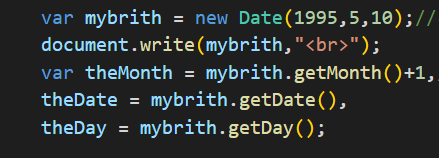 var mybrith = new Date(1995,5,10);//
document.write(mybrith,"<br>");
var theMonth = mybrith.getMonth()+1,
theDate = mybrith.getDate(),
theDay = mybrith.getDay();